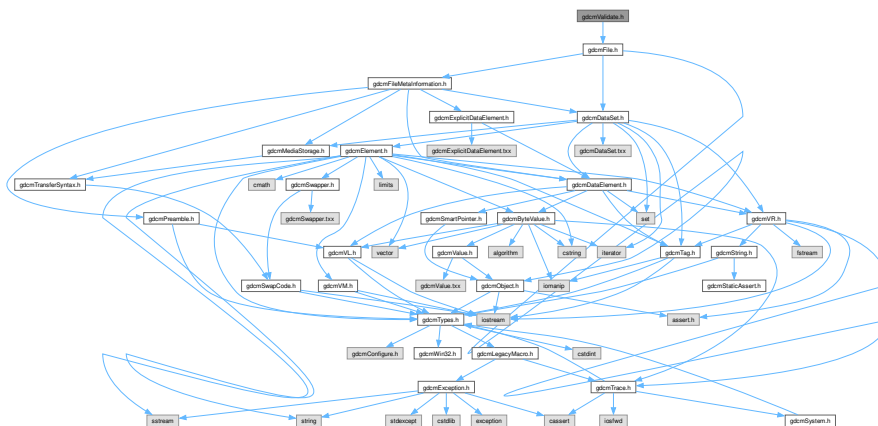 gdcmValidate.h
gdcmFile.h
gdcmFileMetaInformation.h
gdcmExplicitDataElement.h
gdcmDataSet.h
gdcmMediaStorage.h
gdcmElement.h
gdcmExplicitDataElement.txx
gdcmDataSet.txx
gdcmTransferSyntax.h
cmath
gdcmSwapper.h
limits
gdcmDataElement.h
gdcmPreamble.h
gdcmSwapper.txx
gdcmSmartPointer.h
gdcmByteValue.h
set
gdcmVR.h
gdcmVL.h
vector
gdcmValue.h
algorithm
cstring
iterator
gdcmTag.h
gdcmString.h
fstream
gdcmSwapCode.h
gdcmVM.h
gdcmValue.txx
gdcmObject.h
iomanip
gdcmStaticAssert.h
gdcmTypes.h
iostream
assert.h
gdcmConfigure.h
gdcmWin32.h
gdcmLegacyMacro.h
cstdint
gdcmException.h
gdcmTrace.h
sstream
string
stdexcept
cstdlib
exception
cassert
iosfwd
gdcmSystem.h